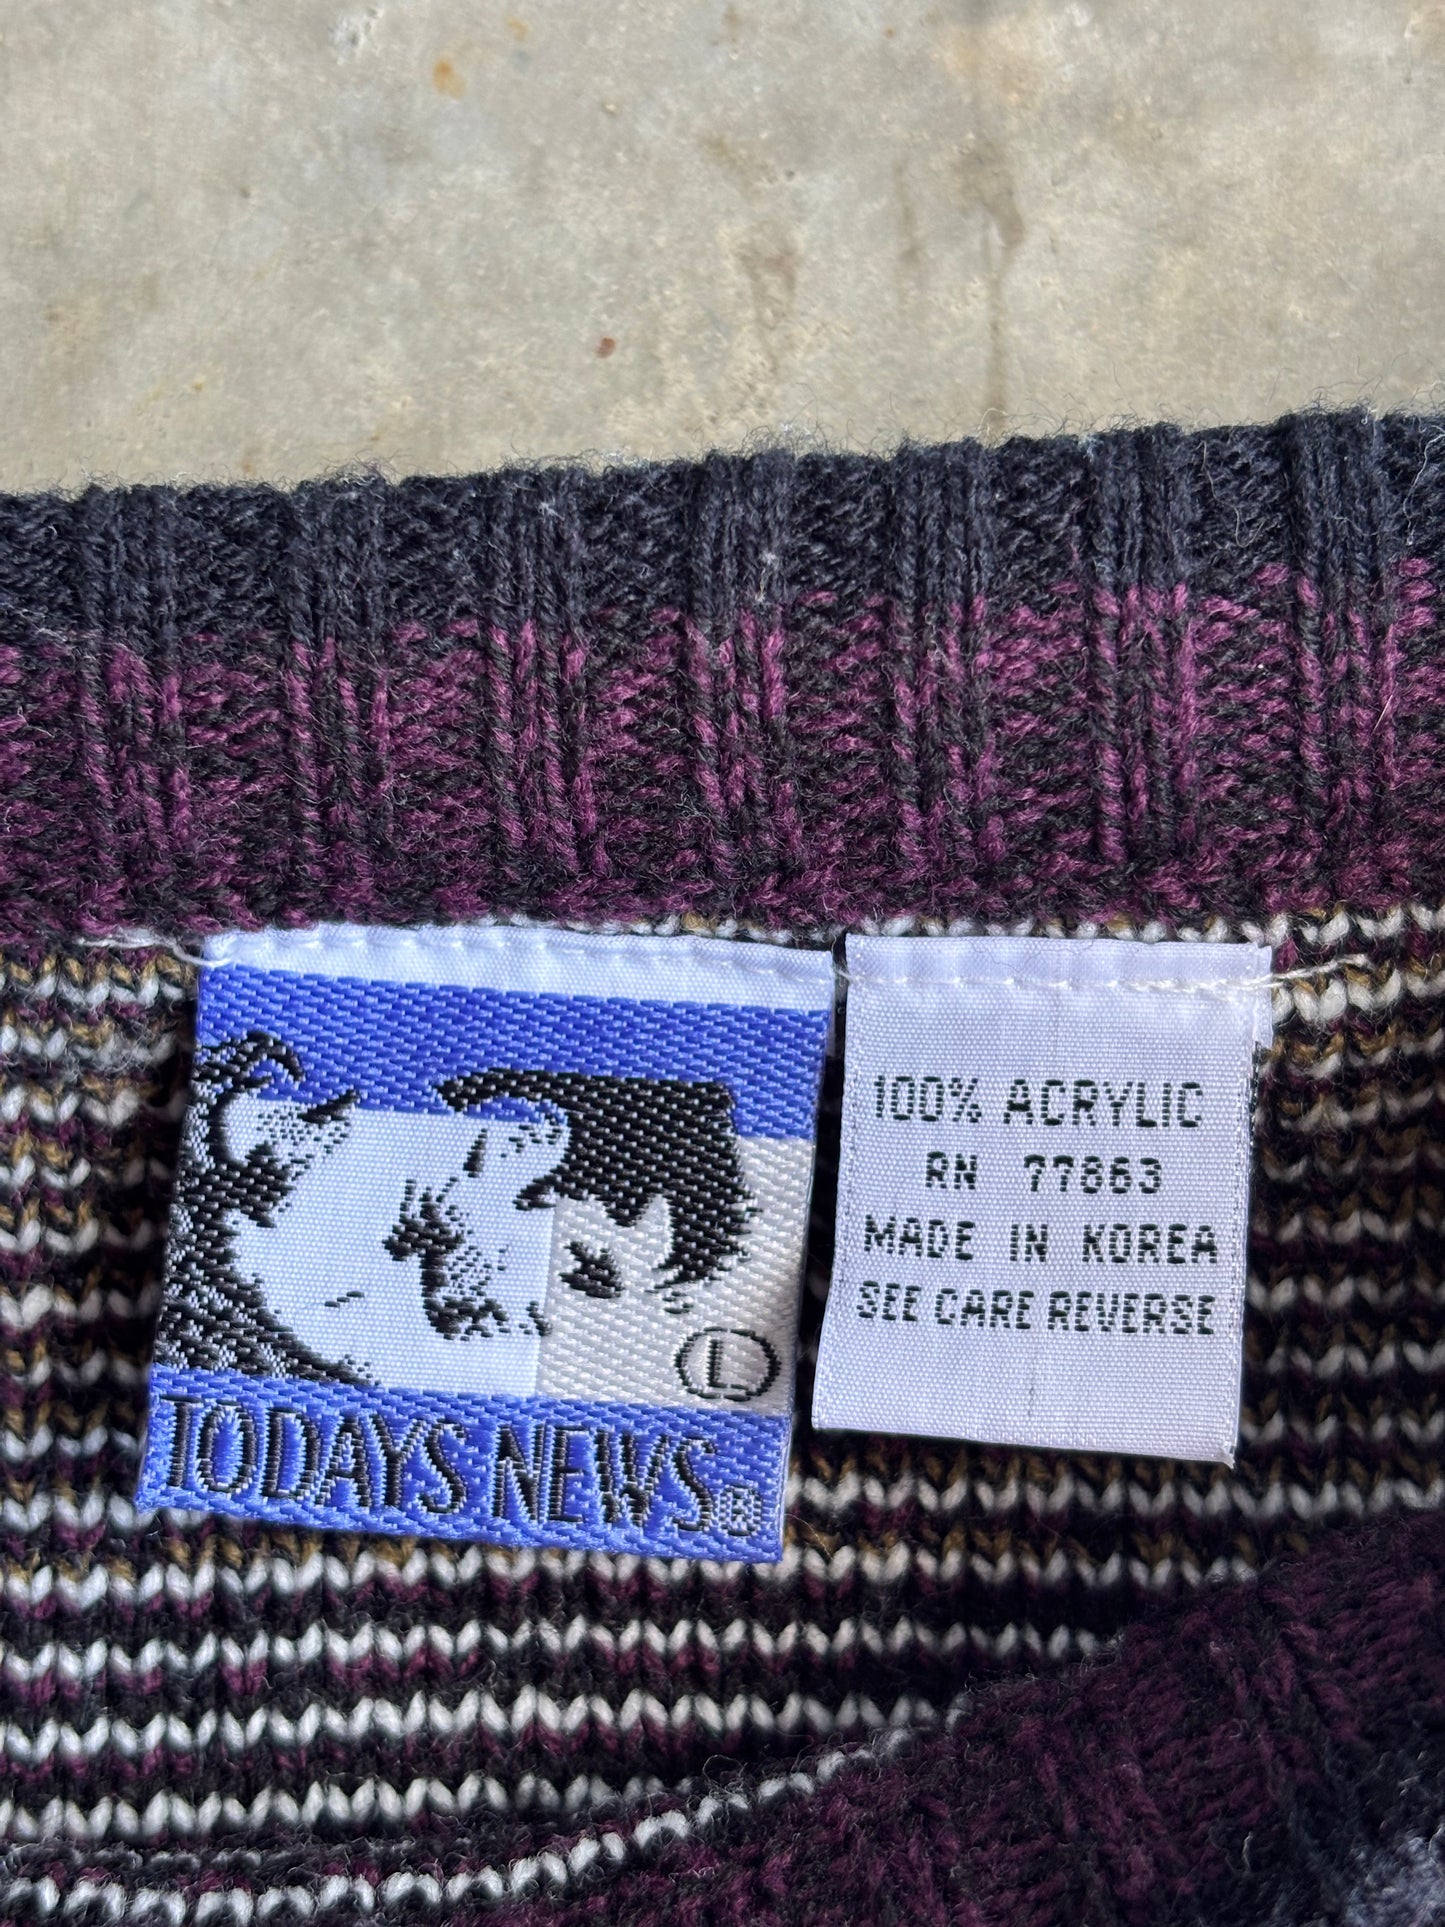 L
TODAYS NEWS®
100% ACRYLIC
RN 77863
MADE IN KOREA
SEE CARE REVERSE